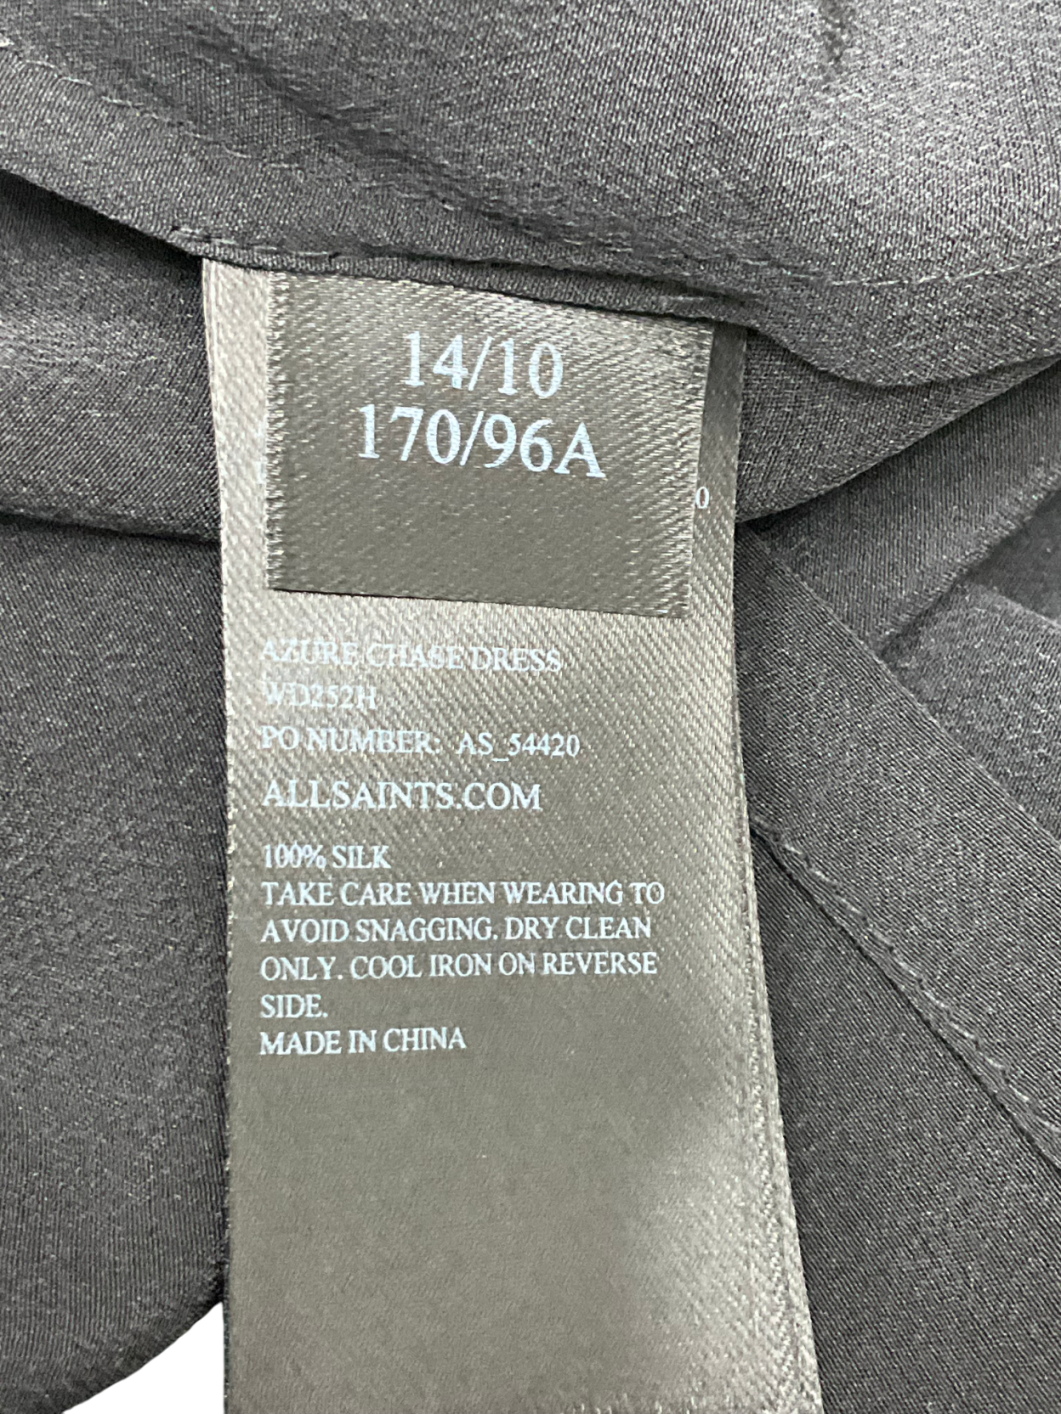 14/10
170/96A
0
AZURE CHASE DRESS
WD252H
PO NUMBER: AS_54420
ALLSAINTS.COM
100% SILK
TAKE CARE WHEN WEARING TO
AVOID SNAGGING. DRY CLEAN
ONLY. COOL IRON ON REVERSE
SIDE.
MADE IN CHINA